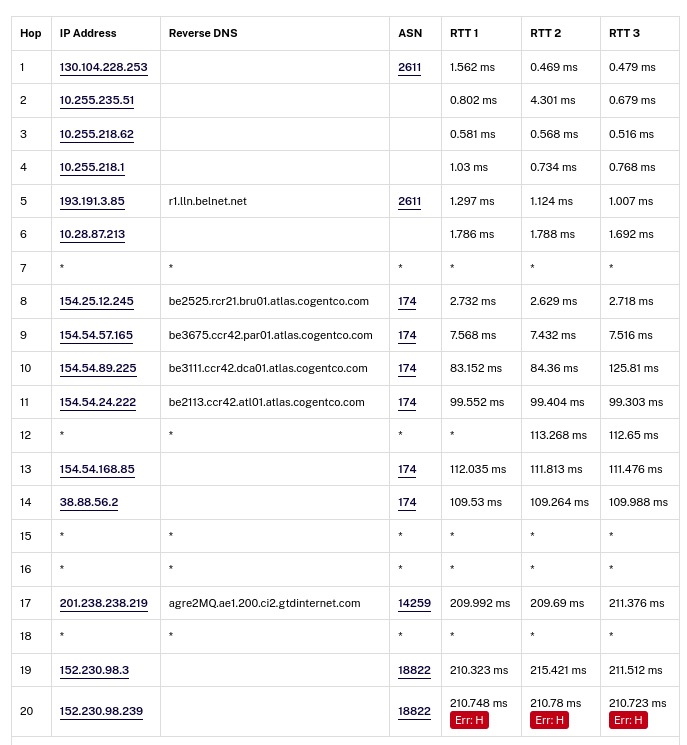 Hop IP Address Reverse DNS ASN RTT 1 RTT 2 RTT 3
1 130.104.228.253 2611 1.562 ms 0.469 ms 0.479 ms
2 10.255.235.51 0.802 ms 4.301 ms 0.679 ms
3 10.255.218.62 0.581 ms 0.568 ms 0.516 ms
4 10.255.218.1 1.03 ms 0.734 ms 0.768 ms
5 193.191.3.85 r1.lln.belnet.net 2611 1.297 ms 1.124 ms 1.007 ms
6 10.28.87.213 1.786 ms 1.788 ms 1.692 ms
7 * * * * * *
8 154.25.12.245 be2525.rcr21.bru01.atlas.cogentco.com 174 2.732 ms 2.629 ms 2.718 ms
9 154.54.57.165 be3675.ccr42.par01.atlas.cogentco.com 174 7.568 ms 7.432 ms 7.516 ms
10 154.54.89.225 be3111.ccr42.dca01.atlas.cogentco.com 174 83.152 ms 84.36 ms 125.81 ms
11 154.54.24.222 be2113.ccr42.atl01.atlas.cogentco.com 174 99.552 ms 99.404 ms 99.303 ms
12 * * * * 113.268 ms 112.65 ms
13 154.54.168.85 174 112.035 ms 111.813 ms 111.476 ms
14 38.88.56.2 174 109.53 ms 109.264 ms 109.988 ms
15 * * * * * *
16 * * * * * *
17 201.238.238.219 agre2MQ.ae1.200.ci2.gtdinternet.com 14259 209.992 ms 209.69 ms 211.376 ms
18 * * * * * *
19 152.230.98.3 18822 210.323 ms 215.421 ms 211.512 ms
20 152.230.98.239 18822 210.748 ms 210.78 ms 210.723 ms
Err: H Err: H Err: H